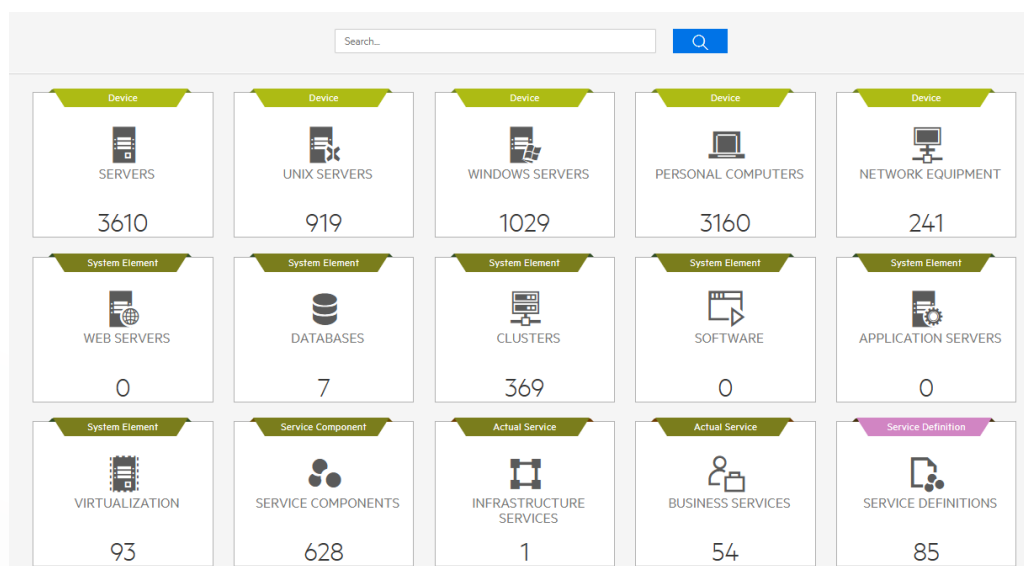 Search...
Device
SERVERS
3610
Device
UNIX SERVERS
919
Device
WINDOWS SERVERS
1029
Device
PERSONAL COMPUTERS
3160
Device
NETWORK EQUIPMENT
241
System Element
WEB SERVERS
0
System Element
DATABASES
7
System Element
CLUSTERS
369
System Element
SOFTWARE
0
System Element
APPLICATION SERVERS
0
System Element
VIRTUALIZATION
93
Service Component
SERVICE COMPONENTS
628
Actual Service
INFRASTRUCTURE
SERVICES
1
Actual Service
BUSINESS SERVICES
54
Service Definition
SERVICE DEFINITIONS
85